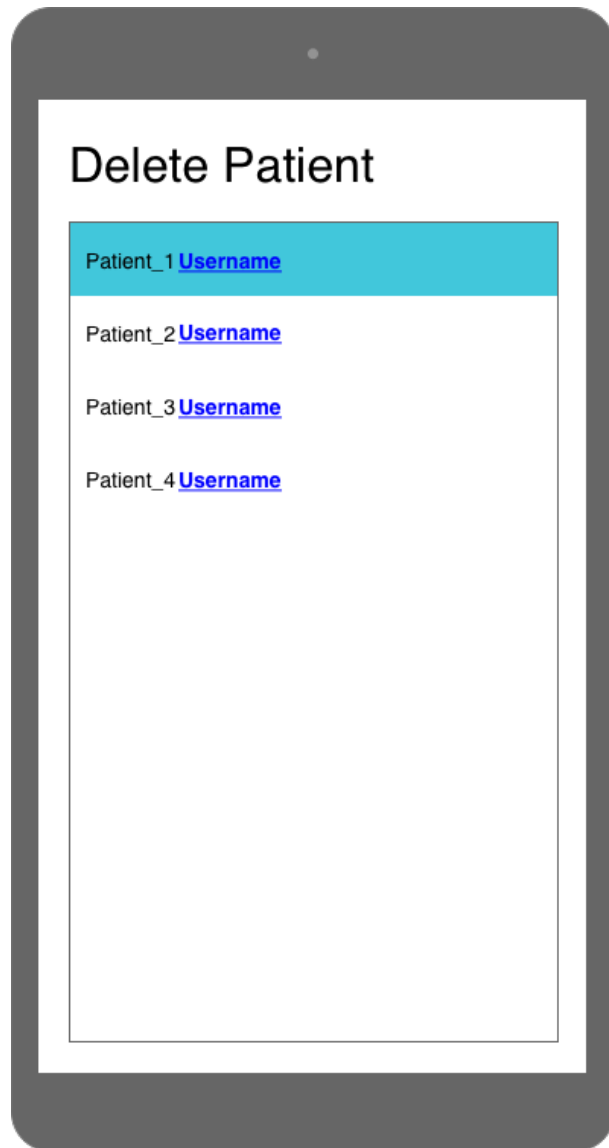 Delete Patient
Patient_1 Username
Patient_2 Username
Patient_3 Username
Patient_4 Username